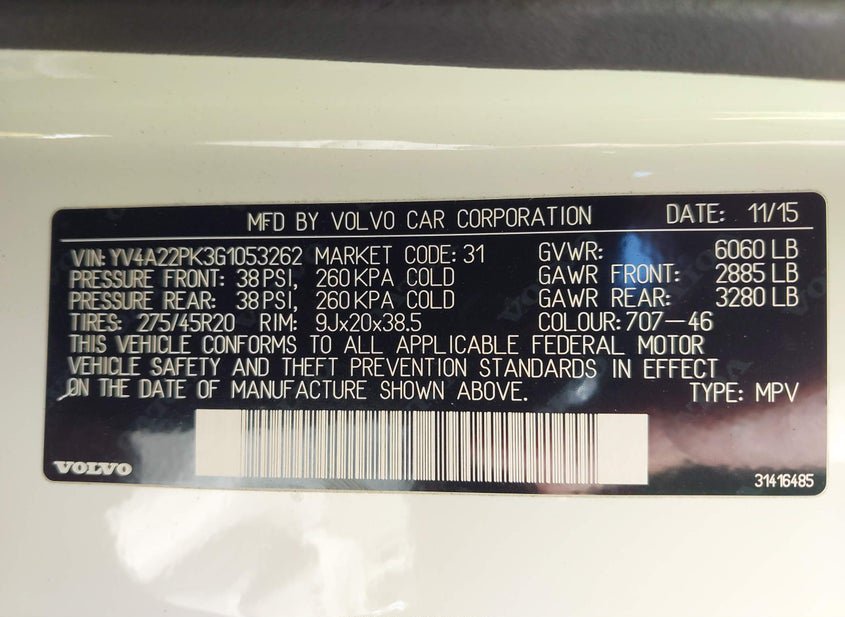 MFD BY VOLVO CAR CORPORATION DATE: 11/15
VIN: YV4A22PK3G1053262 MARKET CODE: 31 GVWR: 6060 LB
PRESSURE FRONT: 38 PSI, 260 KPA COLD GAWR FRONT: 2885 LB
PRESSURE REAR: 38 PSI, 260 KPA COLD GAWR REAR: 3280 LB
TIRES: 275/45R20 RIM: 9Jx20x38.5 COLOUR: 707-46
THIS VEHICLE CONFORMS TO ALL APPLICABLE FEDERAL MOTOR
VEHICLE SAFETY AND THEFT PREVENTION STANDARDS IN EFFECT
ON THE DATE OF MANUFACTURE SHOWN ABOVE. TYPE: MPV
VOLVO 31416485